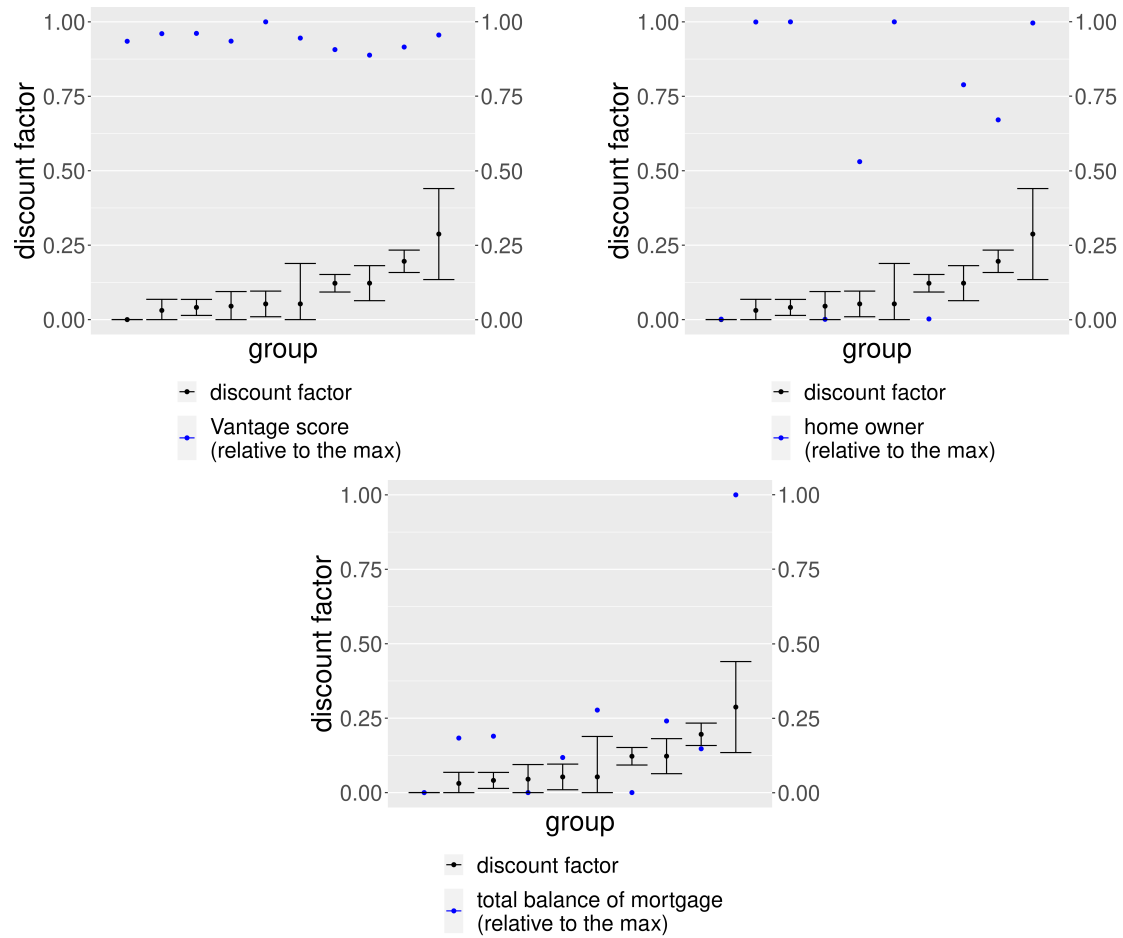 discount factor
1.00
0.75
0.50
0.25
0.00
1.00
0.75
0.50
0.25
0.00
group
discount factor
Vantage score
(relative to the max)
discount factor
1.00
0.75
0.50
0.25
0.00
1.00
0.75
0.50
0.25
0.00
group
discount factor
home owner
(relative to the max)
discount factor
1.00
0.75
0.50
0.25
0.00
1.00
0.75
0.50
0.25
0.00
group
discount factor
total balance of mortgage
(relative to the max)